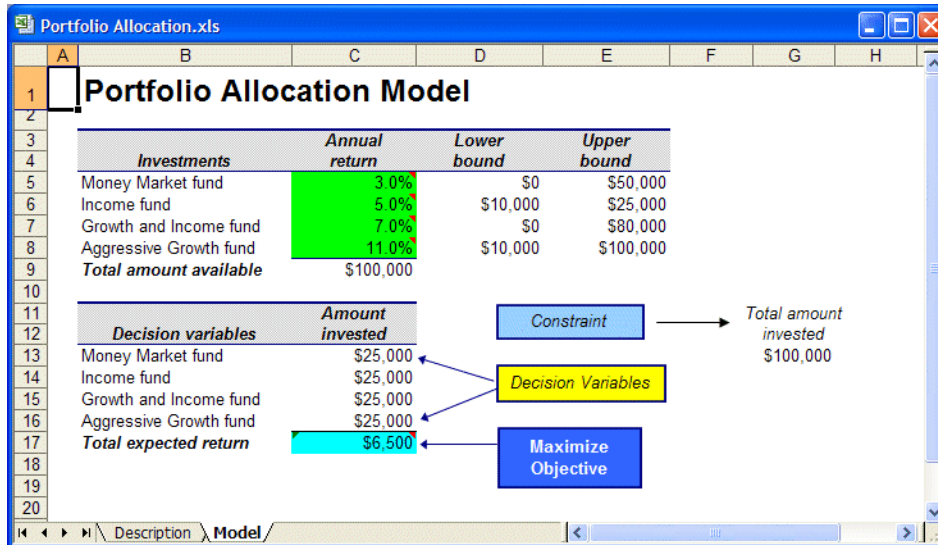 Portfolio Allocation.xls
A B C D E F G H
1 Portfolio Allocation Model
2
3 Annual Lower Upper
4 Investments return bound bound
5 Money Market fund 3.0% $0 $50,000
6 Income fund 5.0% $10,000 $25,000
7 Growth and Income fund 7.0% $0 $80,000
8 Aggressive Growth fund 11.0% $10,000 $100,000
9 Total amount available $100,000
10
11 Amount Constraint Total amount
12 Decision variables invested invested
13 Money Market fund $25,000 $100,000
14 Income fund $25,000 Decision Variables
15 Growth and Income fund $25,000
16 Aggressive Growth fund $25,000
17 Total expected return $6,500 Maximize
18 Objective
19
20
Description Model